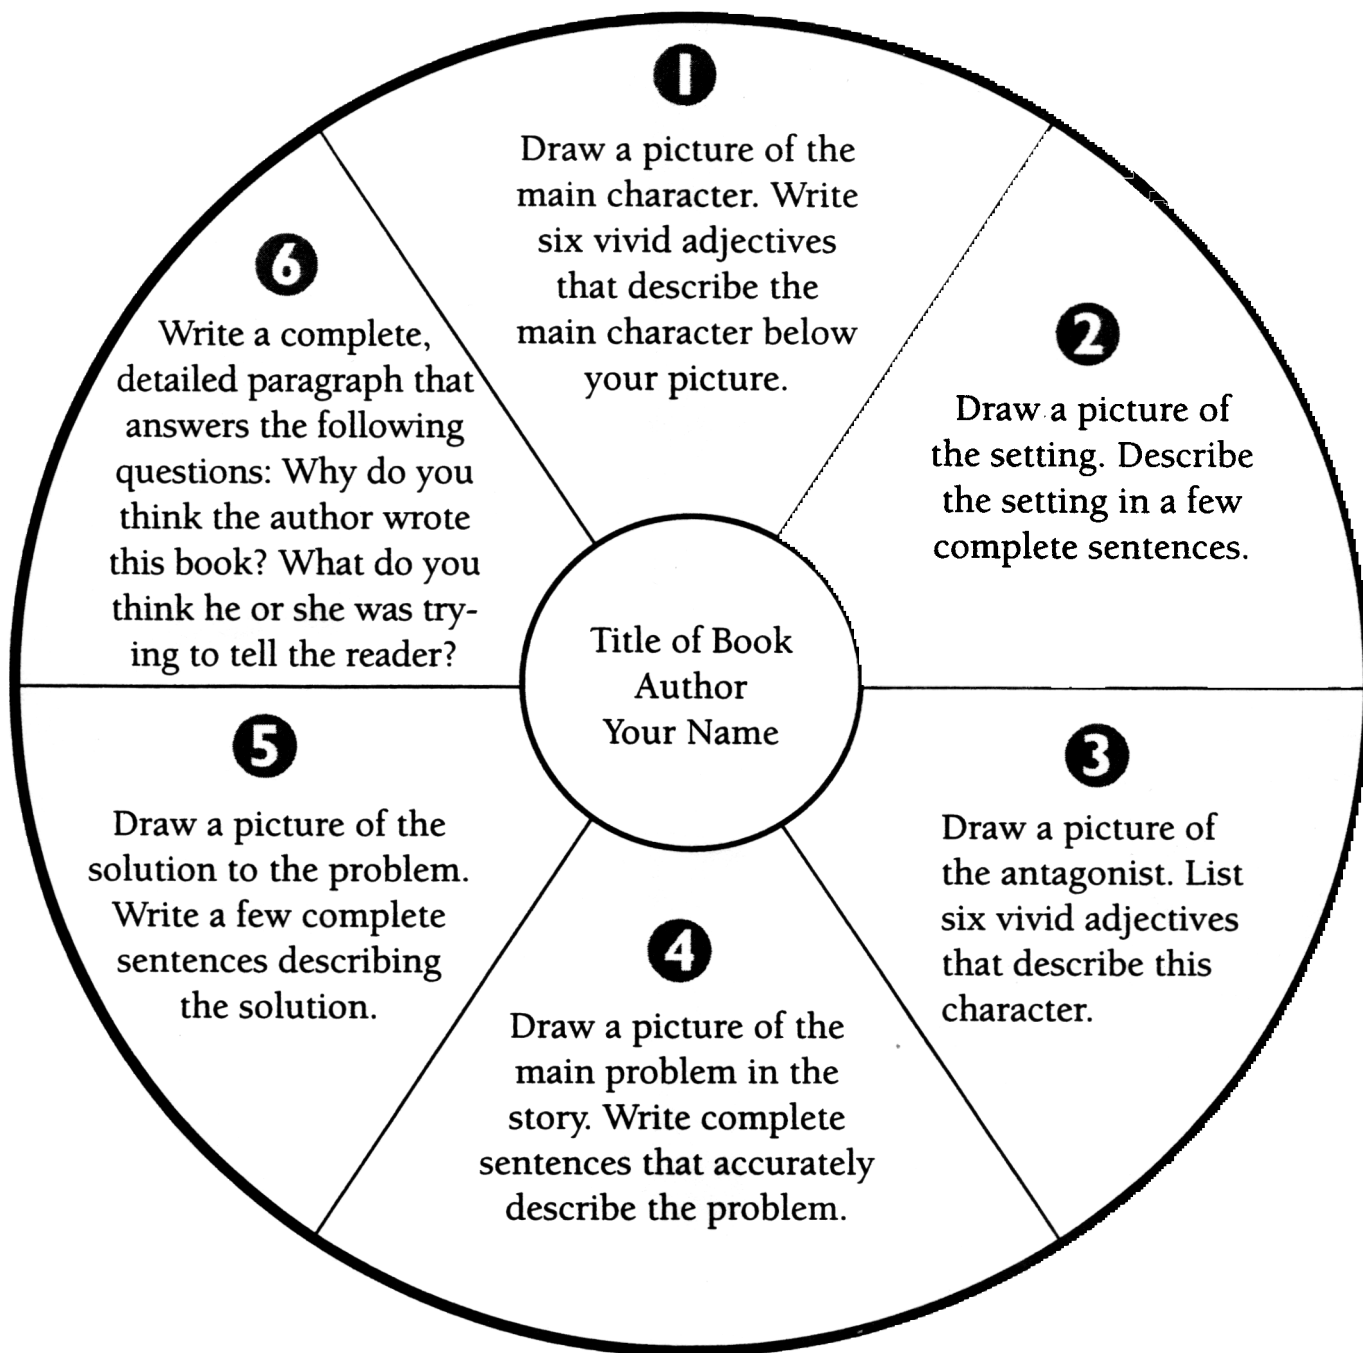 1
Draw a picture of the
main character. Write
six vivid adjectives
that describe the
main character below
your picture.
2
Draw a picture of
the setting. Describe
the setting in a few
complete sentences.
3
Draw a picture of
the antagonist. List
six vivid adjectives
that describe this
character.
4
Draw a picture of the
main problem in the
story. Write complete
sentences that accurately
describe the problem.
5
Draw a picture of the
solution to the problem.
Write a few complete
sentences describing
the solution.
6
Write a complete,
detailed paragraph that
answers the following
questions: Why do you
think the author wrote
this book? What do you
think he or she was try-
ing to tell the reader?
Title of Book
Author
Your Name